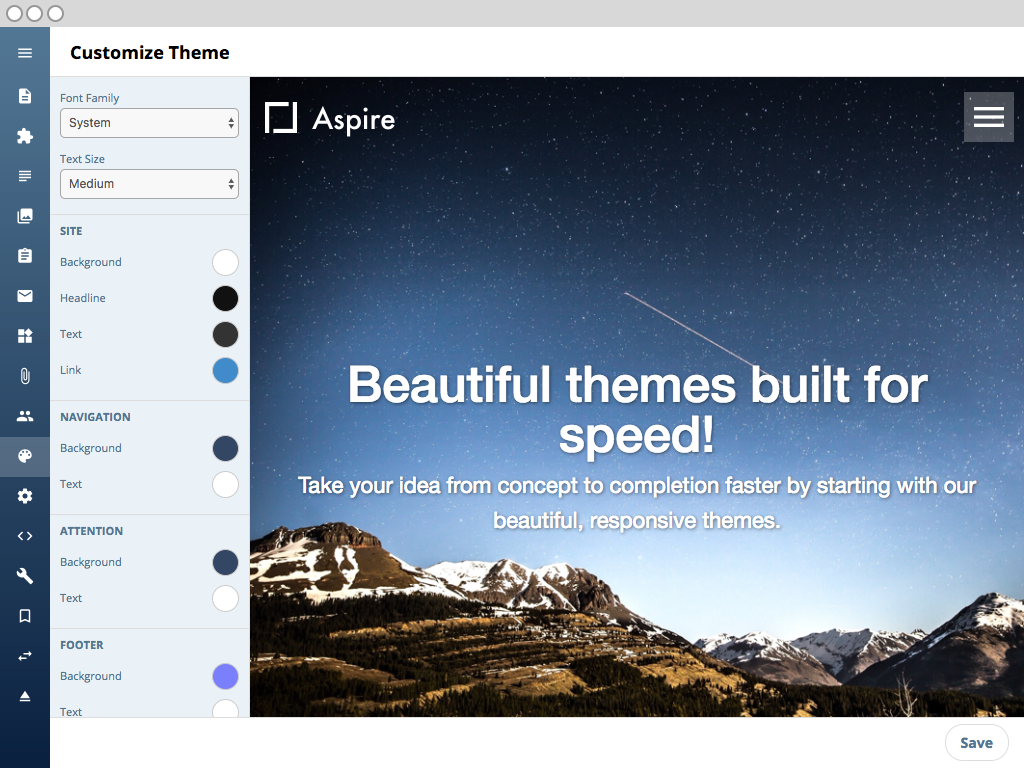 Customize Theme
Font Family
System
Text Size
Medium
SITE
Background
Headline
Text
Link
NAVIGATION
Background
Text
ATTENTION
Background
Text
FOOTER
Background
Text
Aspire
Beautiful themes built for
speed!
Take your idea from concept to completion faster by starting with our
beautiful, responsive themes.
Save